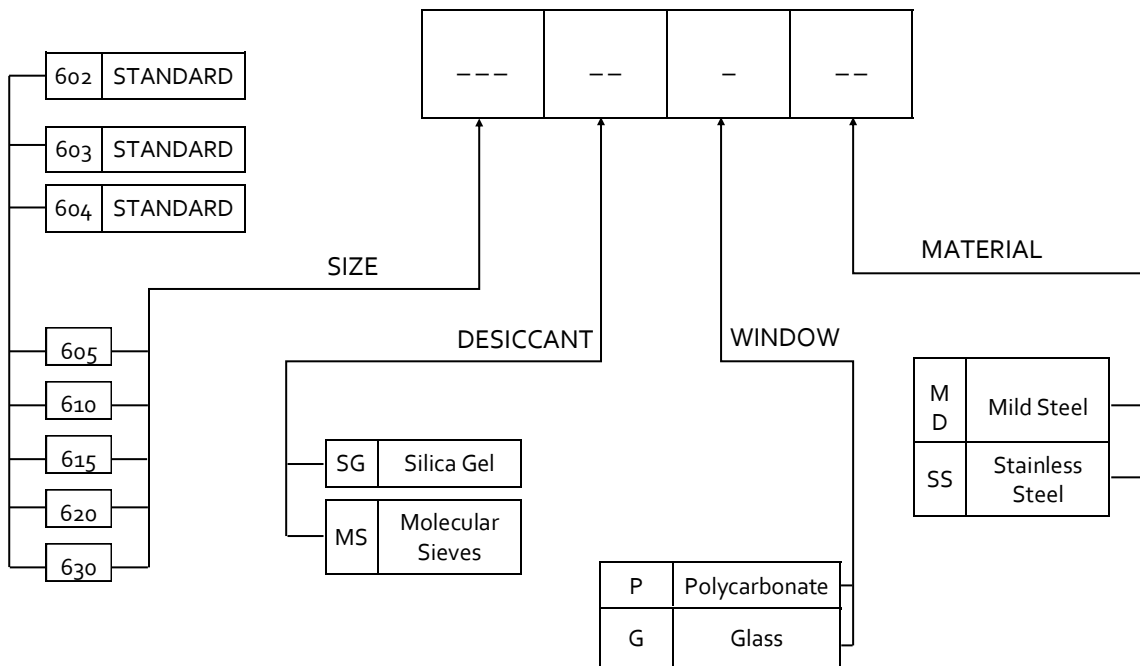 --- -- - --
602 STANDARD
603 STANDARD
604 STANDARD
MATERIAL
SIZE
DESICCANT
WINDOW
605
610
615
620
630
M
D
Mild Steel
SS
Stainless
Steel
SG Silica Gel
MS
Molecular
Sieves
P Polycarbonate
G Glass